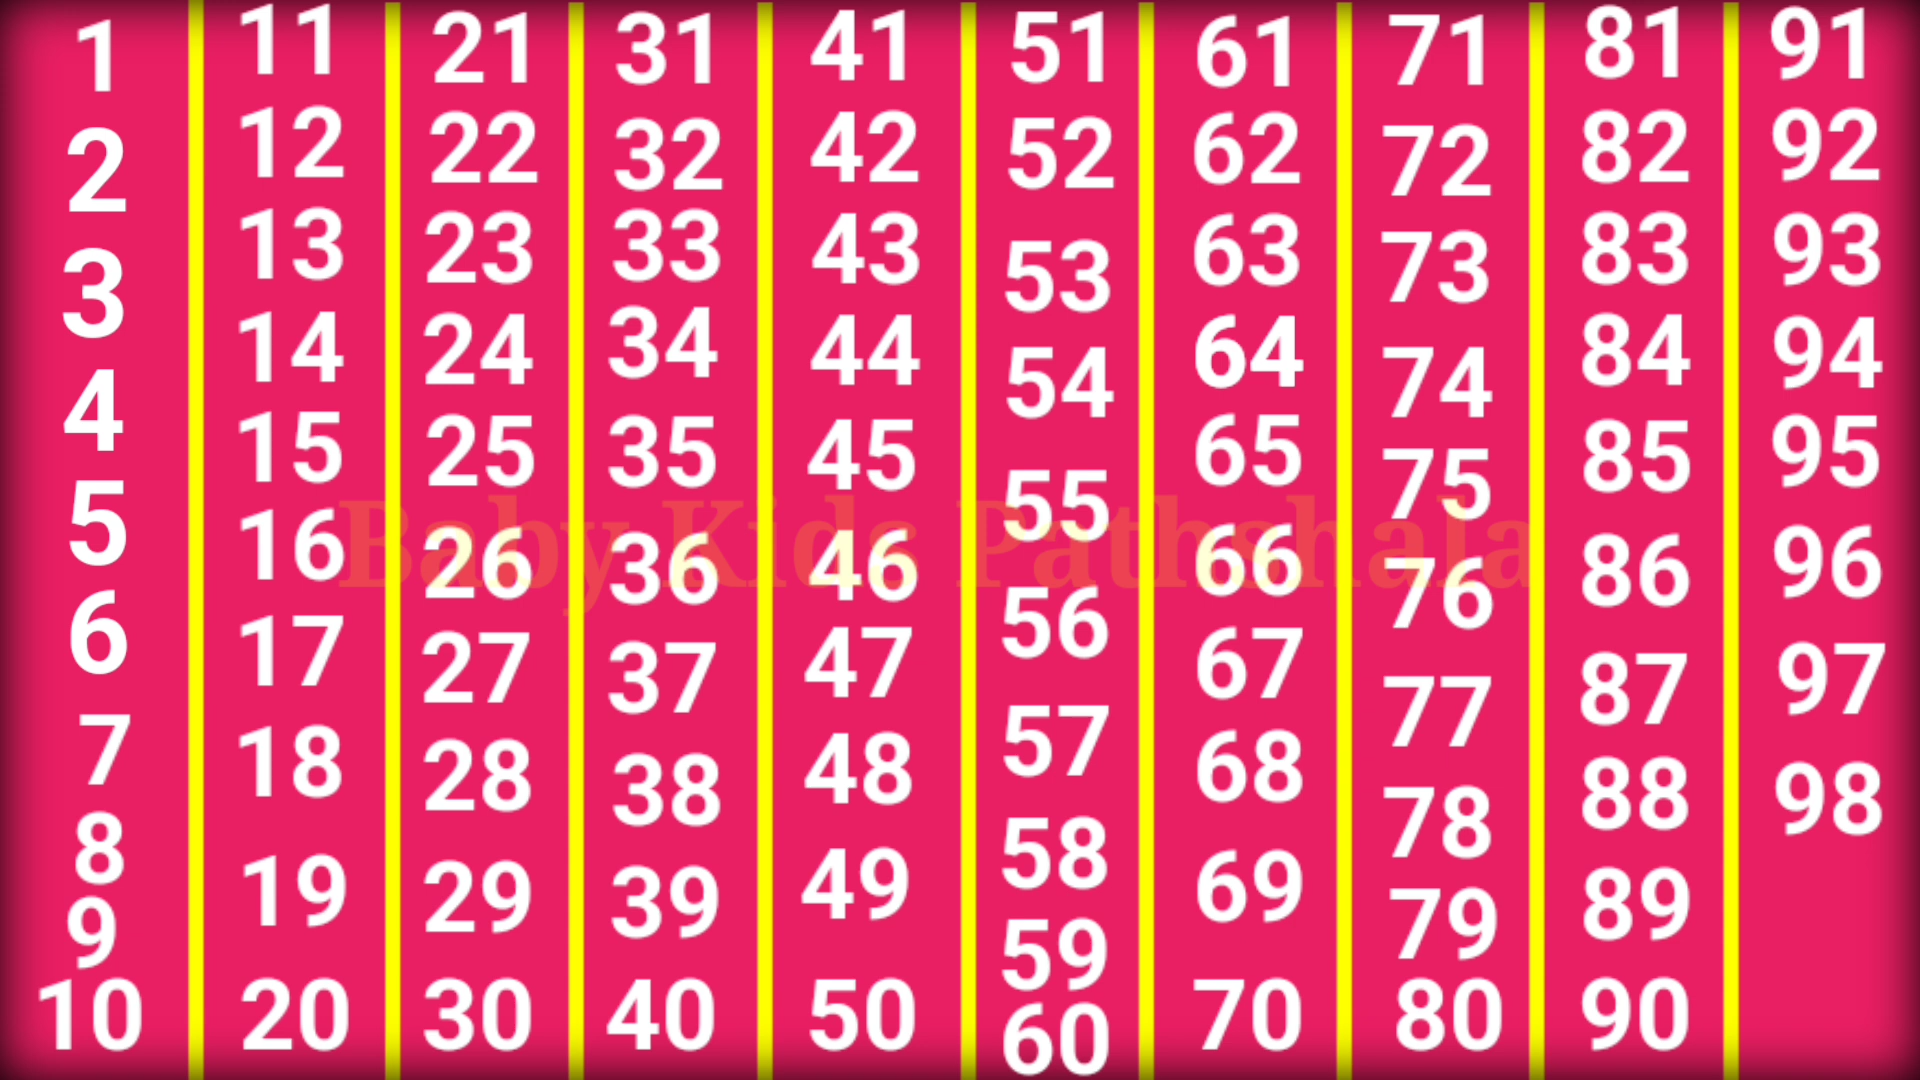 1 11 21 31 41 51 61 71 81 91
2 12 22 32 42 52 62 72 82 92
3 13 23 33 43 53 63 73 83 93
4 14 24 34 44 54 64 74 84 94
5 15 25 35 45 55 65 75 85 95
Baby Kids Pathshala
6 16 26 36 46 56 66 76 86 96
7 17 27 37 47 57 67 77 87 97
8 18 28 38 48 58 68 78 88 98
9 19 29 39 49 59 69 79 89
10 20 30 40 50 60 70 80 90